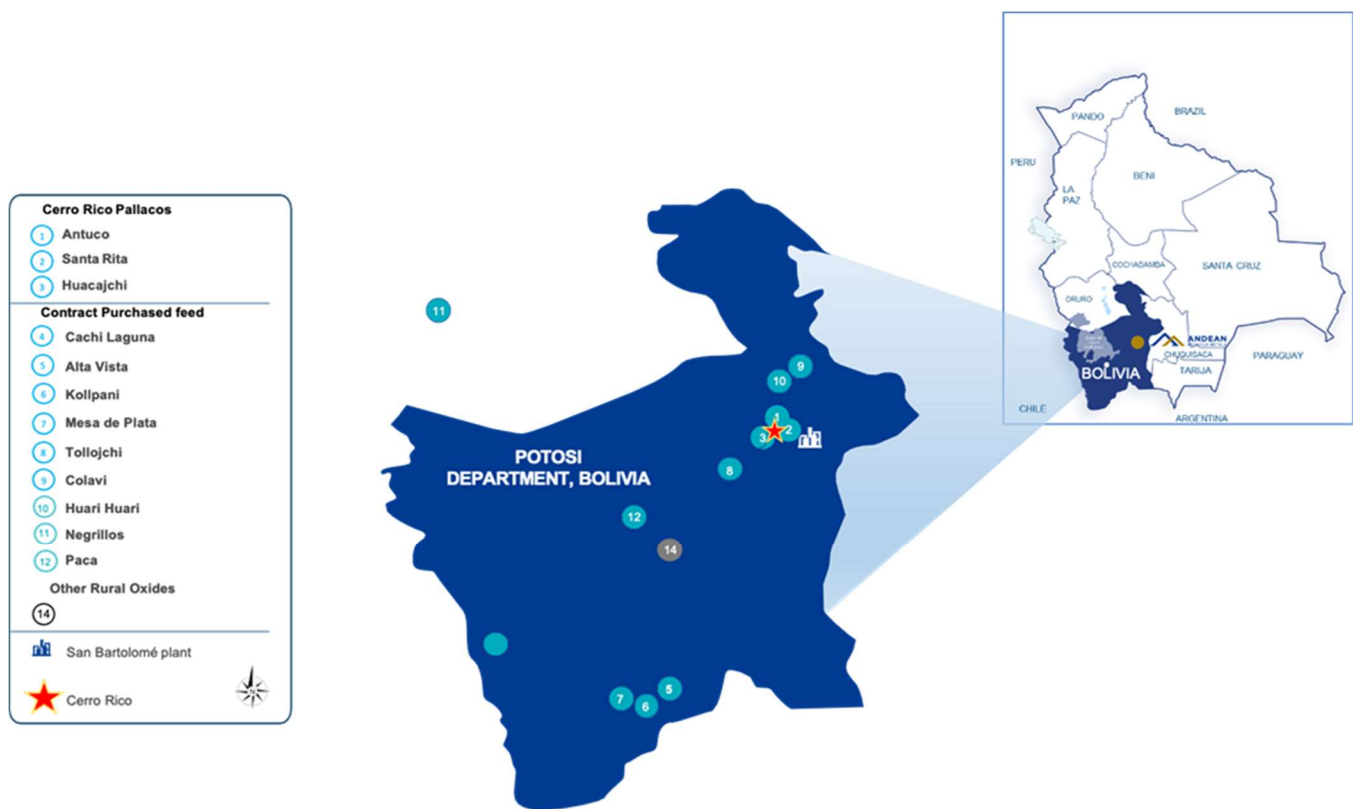 Cerro Rico Pallacos
1 Antuco
2 Santa Rita
3 Huacajchi
Contract Purchased feed
4 Cachi Laguna
5 Alta Vista
6 Kollpani
7 Mesa de Plata
8 Tollojchi
9 Colavi
10 Huari Huari
11 Negrillos
12 Paca
Other Rural Oxides
14
San Bartolomé plant
N
Cerro Rico
11
9
10
1
2
3
8
POTOSI
DEPARTMENT, BOLIVIA
12
14
5
7
6
PANDO
BRAZIL
PERU
BENI
LA
PAZ
COCHABAMBA
SANTA CRUZ
ORURO
ANDEAN
CHUQUISACA
PARAGUAY
BOLIVIA
TARIJA
CHILE
ARGENTINA